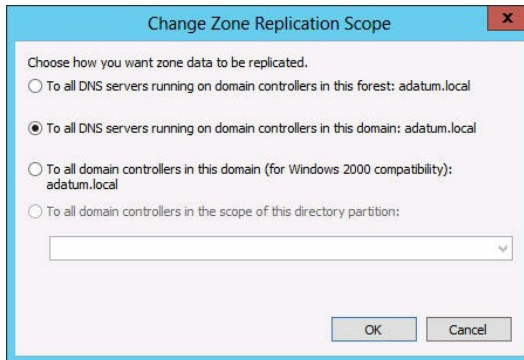 Change Zone Replication Scope
x
Choose how you want zone data to be replicated.
To all DNS servers running on domain controllers in this forest: adatum.local
To all DNS servers running on domain controllers in this domain: adatum.local
To all domain controllers in this domain (for Windows 2000 compatibility):
adatum.local
To all domain controllers in the scope of this directory partition:
OK
Cancel